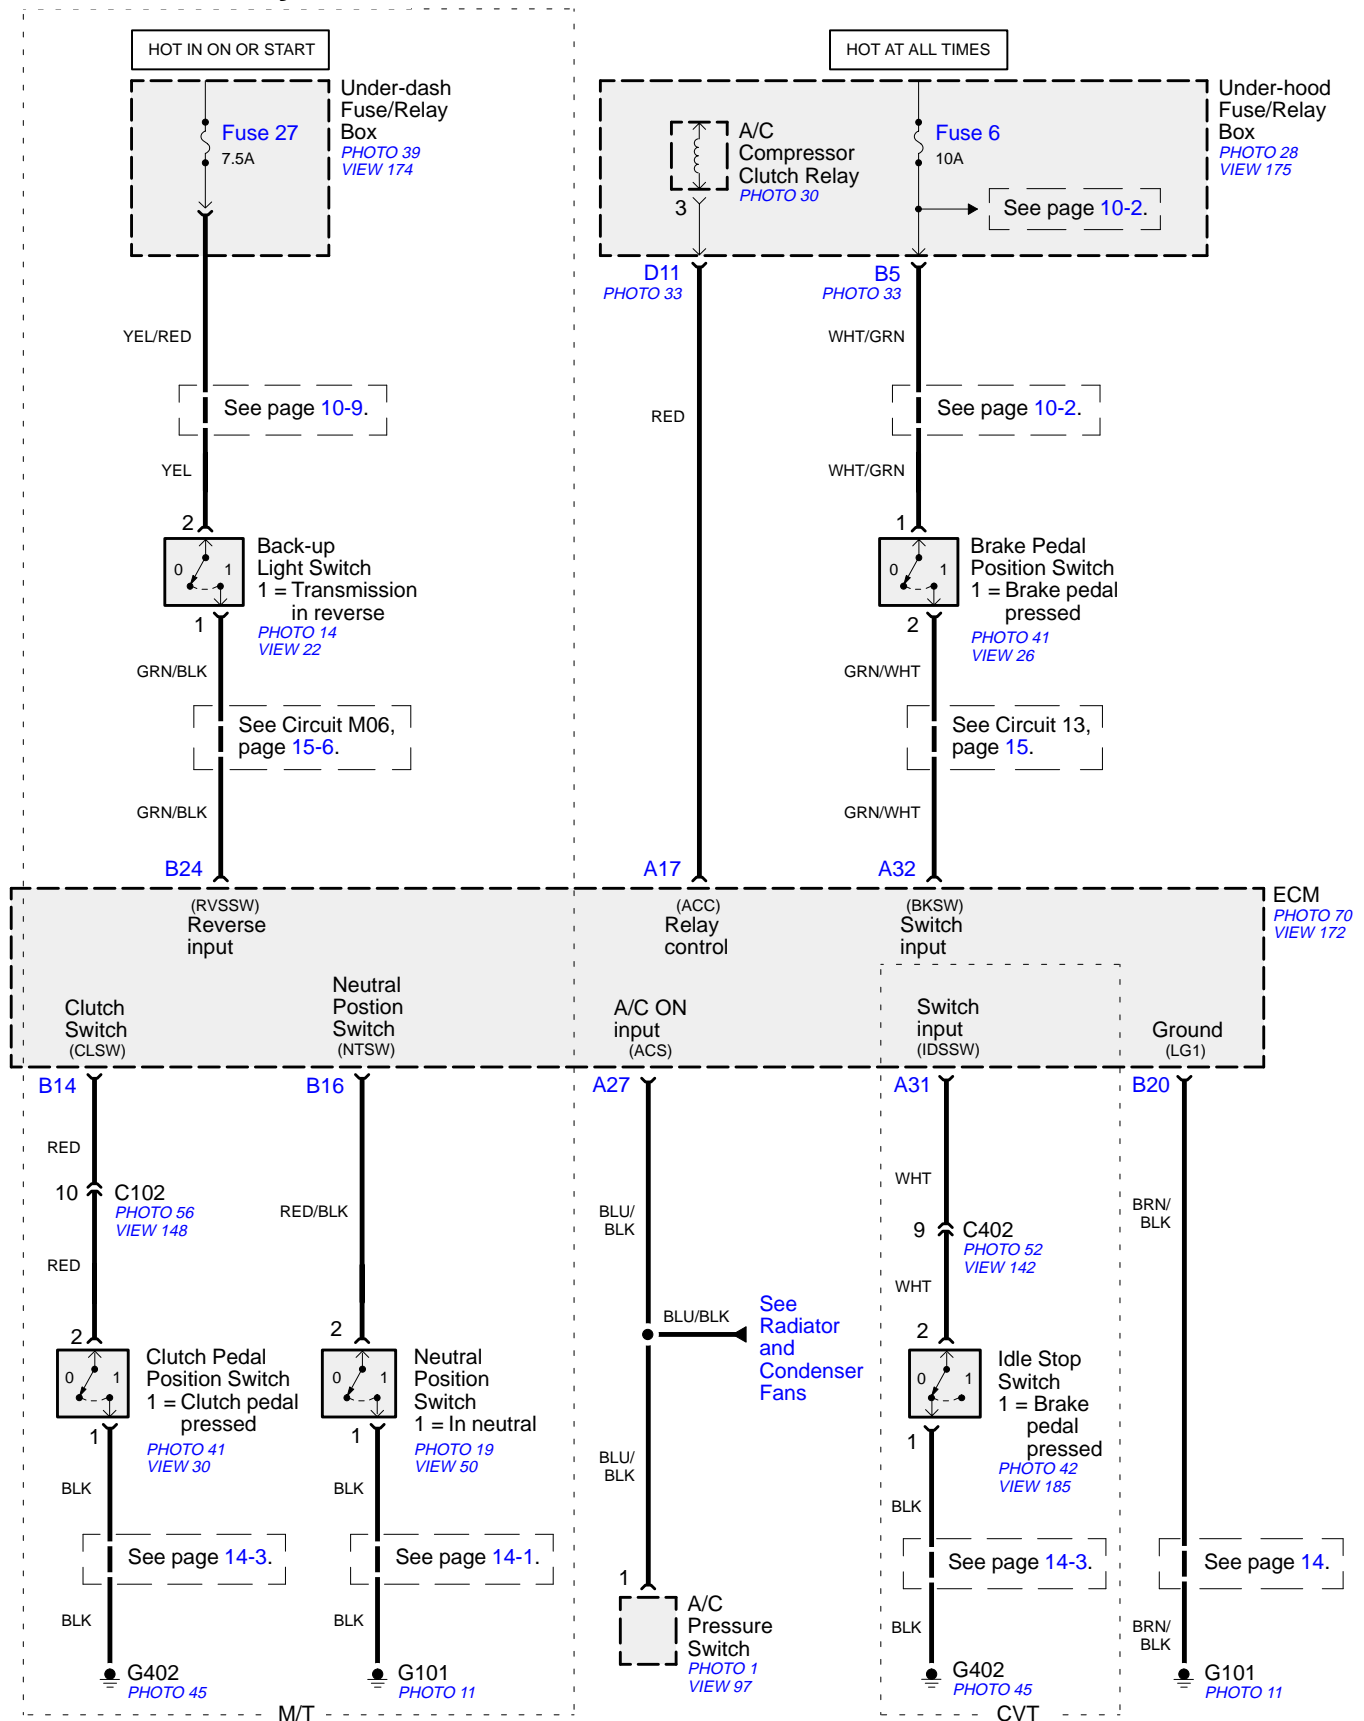 HOT IN ON OR START
HOT AT ALL TIMES
Under-dash
Fuse/Relay
Box
PHOTO 39
VIEW 174
Fuse 27
7.5A
A/C
Compressor
Clutch Relay
PHOTO 30
3
Fuse 6
10A
See page 10-2.
Under-hood
Fuse/Relay
Box
PHOTO 28
VIEW 175
D11
PHOTO 33
B5
PHOTO 33
YEL/RED
WHT/GRN
See page 10-9.
RED
See page 10-2.
YEL
WHT/GRN
2
0 1
Back-up
Light Switch
1 = Transmission
in reverse
PHOTO 14
VIEW 22
1
1
0 1
Brake Pedal
Position Switch
1 = Brake pedal
pressed
PHOTO 41
VIEW 26
2
GRN/BLK
GRN/WHT
See Circuit M06,
page 15-6.
See Circuit 13,
page 15.
GRN/BLK
GRN/WHT
B24
A17
A32
(RVSSW)
Reverse
input
(ACC)
Relay
control
(BKSW)
Switch
input
ECM
PHOTO 70
VIEW 172
Clutch
Switch
(CLSW)
Neutral
Postion
Switch
(NTSW)
A/C ON
input
(ACS)
Switch
input
(IDSSW)
Ground
(LG1)
B14
B16
A27
A31
B20
RED
10
C102
PHOTO 56
VIEW 148
RED
RED/BLK
BLU/
BLK
WHT
9
C402
PHOTO 52
VIEW 142
WHT
BRN/
BLK
BLU/BLK
See
Radiator
and
Condenser
Fans
2
0 1
Clutch Pedal
Position Switch
1 = Clutch pedal
pressed
PHOTO 41
VIEW 30
1
2
0 1
Neutral
Position
Switch
1 = In neutral
PHOTO 19
VIEW 50
1
2
0 1
Idle Stop
Switch
1 = Brake
pedal
pressed
PHOTO 42
VIEW 185
1
BLK
BLK
BLU/
BLK
BLK
See page 14-3.
See page 14-1.
See page 14-3.
See page 14.
BLK
BLK
1
A/C
Pressure
Switch
PHOTO 1
VIEW 97
BLK
BRN/
BLK
G402
PHOTO 45
G101
PHOTO 11
G402
PHOTO 45
G101
PHOTO 11
M/T
CVT